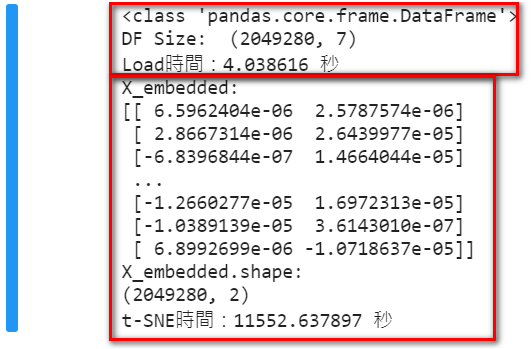 <class 'pandas.core.frame.DataFrame'>
DF Size:  (2049280, 7)
Load時間：4.038616 秒
X_embedded:
[[ 6.5962404e-06  2.5787574e-06]
 [ 2.8667314e-06  2.6439977e-05]
 [-6.8396844e-07  1.4664044e-05]
 ...
 [-1.2660277e-05  1.6972313e-05]
 [-1.0389139e-05  3.6143010e-07]
 [ 6.8992699e-06 -1.0718637e-05]]
X_embedded.shape:
(2049280, 2)
t-SNE時間：11552.637897 秒